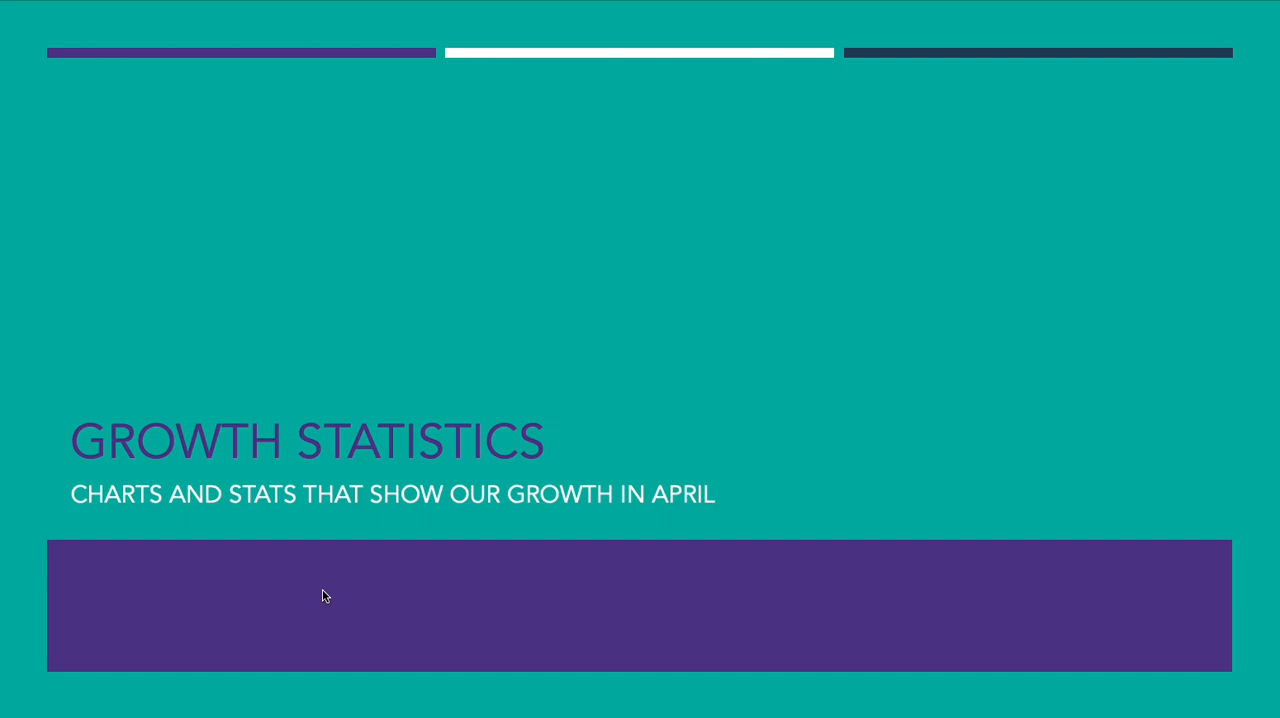 GROWTH STATISTICS
CHARTS AND STATS THAT SHOW OUR GROWTH IN APRIL